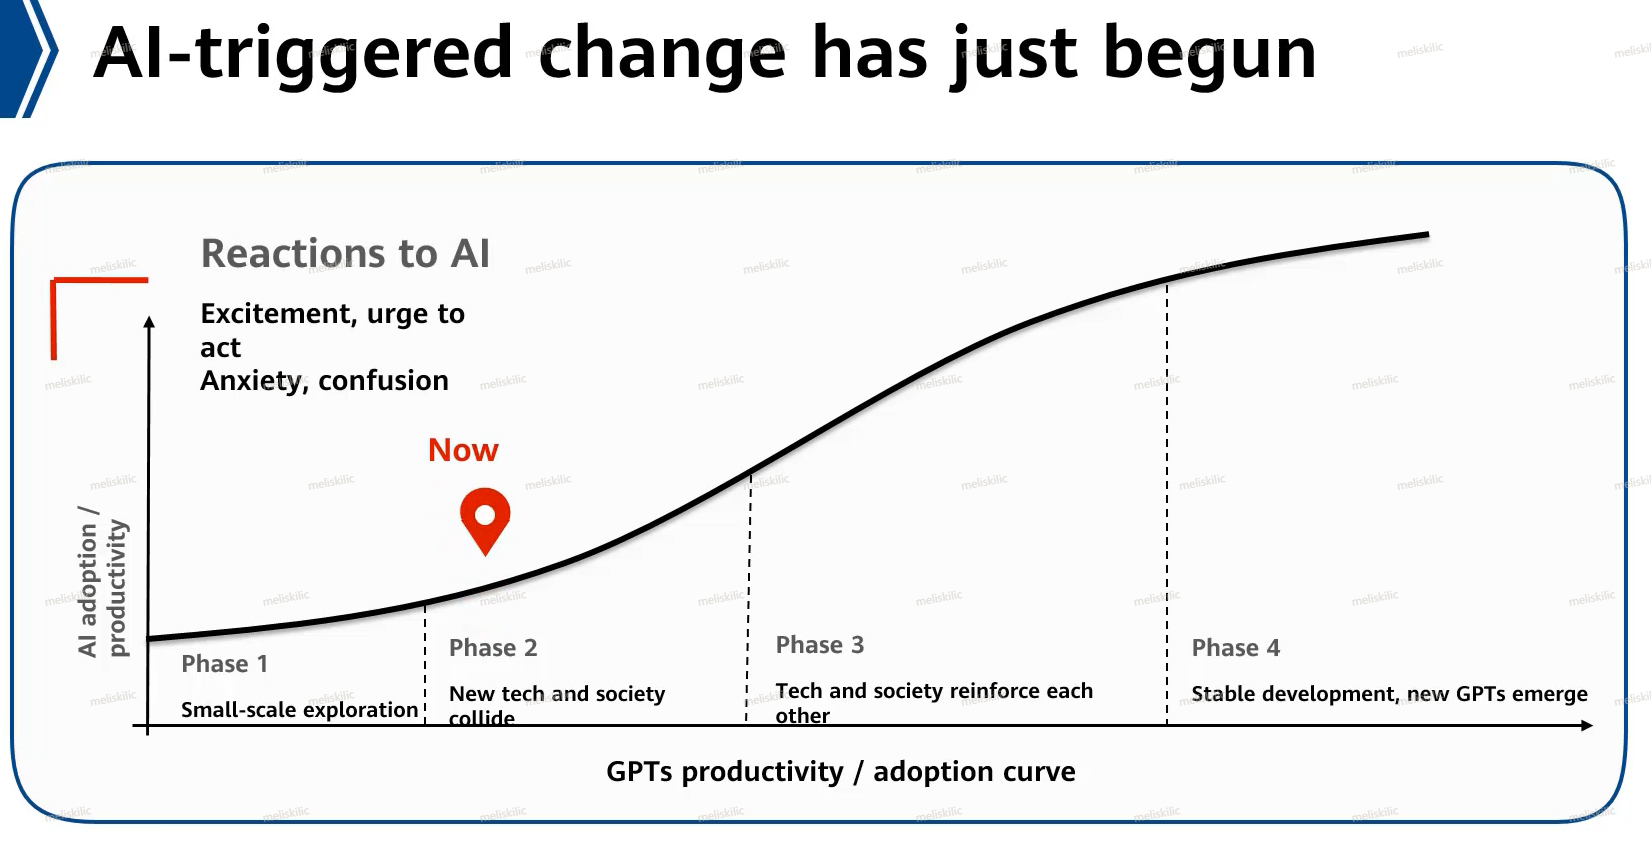 AI-triggered change has just begun
Reactions to AI
Excitement, urge to
act
Anxiety, confusion
Now
AI adoption /
productivity
Phase 1
Small-scale exploration
Phase 2
New tech and society
collide
Phase 3
Tech and society reinforce each
other
Phase 4
Stable development, new GPTs emerge
GPTs productivity / adoption curve
meliskilic